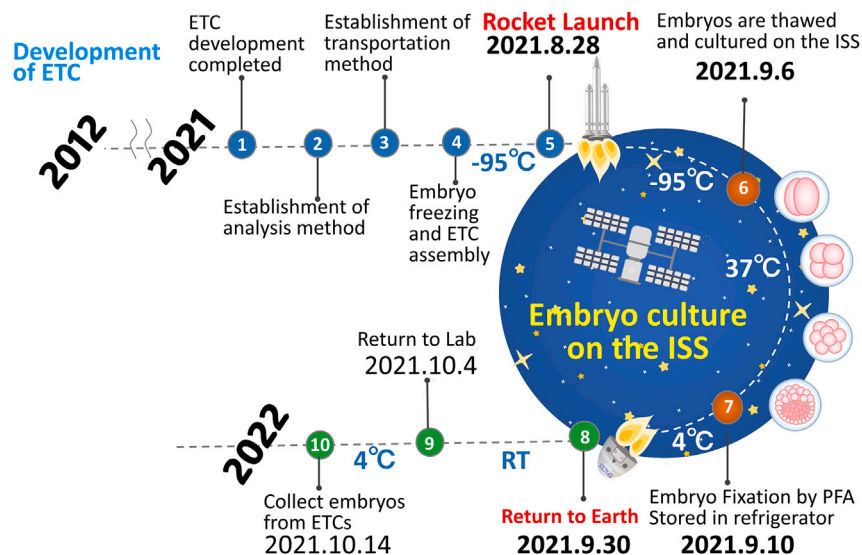 Development
of ETC
2012
2021
ETC
development
completed
Establishment of
transportation
method
Rocket Launch
2021.8.28
Embryos are thawed
and cultured on the ISS
2021.9.6
1
2
3
4
5
-95℃
Establishment of
analysis method
Embryo
freezing
and ETC
assembly
-95℃
6
37℃
Embryo culture
on the ISS
7
4℃
Embryo Fixation by PFA
Stored in refrigerator
2021.9.10
8
Return to Earth
2021.9.30
RT
Return to Lab
2021.10.4
9
4℃
10
Collect embryos
from ETCs
2021.10.14
2022